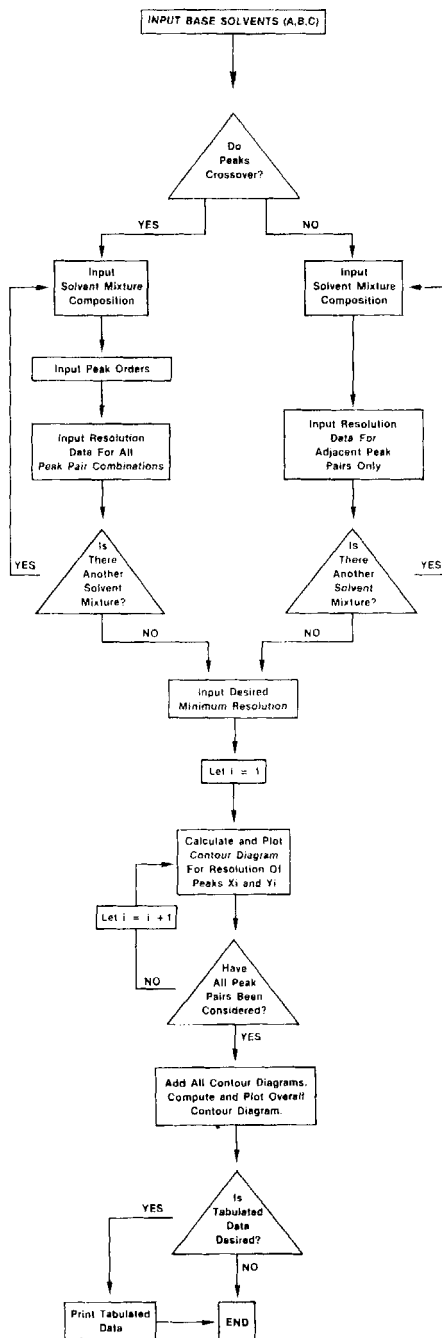 INPUT BASE SOLVENTS (A,B,C)
Do
Peaks
Crossover?
YES
NO
Input
Solvent Mixture
Composition
Input
Solvent Mixture
Composition
Input Peak Orders
Input Resolution
Data For All
Peak Pair Combinations
Input Resolution
Data For
Adjacent Peak
Pairs Only
YES
Is
There
Another
Solvent
Mixture?
Is
There
Another
Solvent
Mixture?
YES
NO
NO
Input Desired
Minimum Resolution
Let i = 1
Calculate and Plot
Contour Diagram
For Resolution Of
Peaks Xi and Yi
Let i = i + 1
NO
Have
All Peak
Pairs Been
Considered?
YES
Add All Contour Diagrams.
Compute and Plot Overall
Contour Diagram.
YES
Is
Tabulated
Data
Desired?
NO
Print Tabulated
Data
END